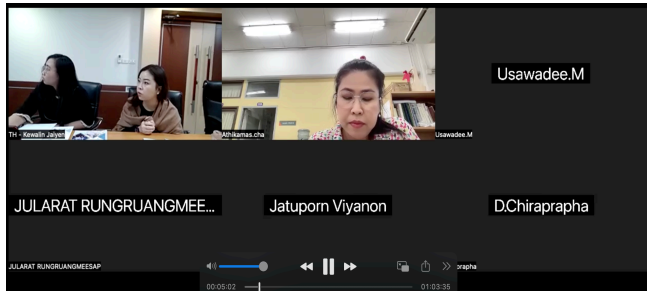 TH - Kewalin Jaiyen
Athikamas.cha
Usawadee.M
Usawadee.M
JULARAT RUNGRUANGMEE...
Jatuporn Viyanon
D.Chiraprapha
JULARAT RUNGRUANGMEESAP
prapha
00:05:02
01:03:35